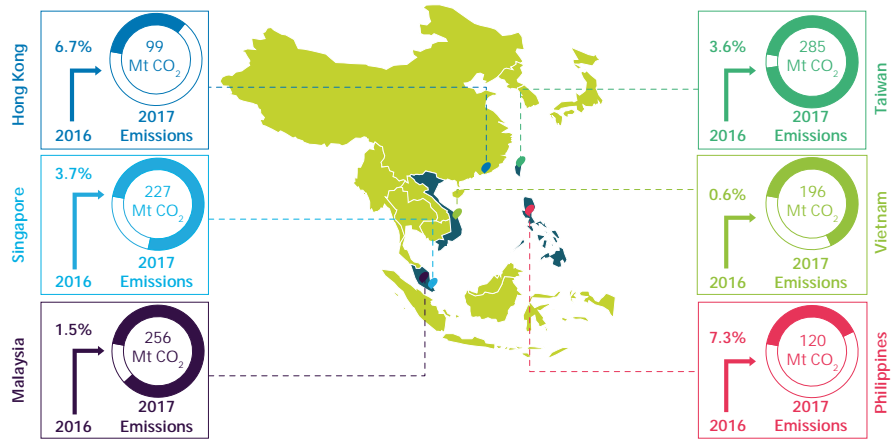 Hong Kong
6.7%
99
Mt CO2
2016
2017
Emissions
Singapore
3.7%
227
Mt CO2
2016
2017
Emissions
Malaysia
1.5%
256
Mt CO2
2016
2017
Emissions
3.6%
285
Mt CO2
2016
2017
Emissions
Taiwan
0.6%
196
Mt CO2
2016
2017
Emissions
Vietnam
7.3%
120
Mt CO2
2016
2017
Emissions
Philippines